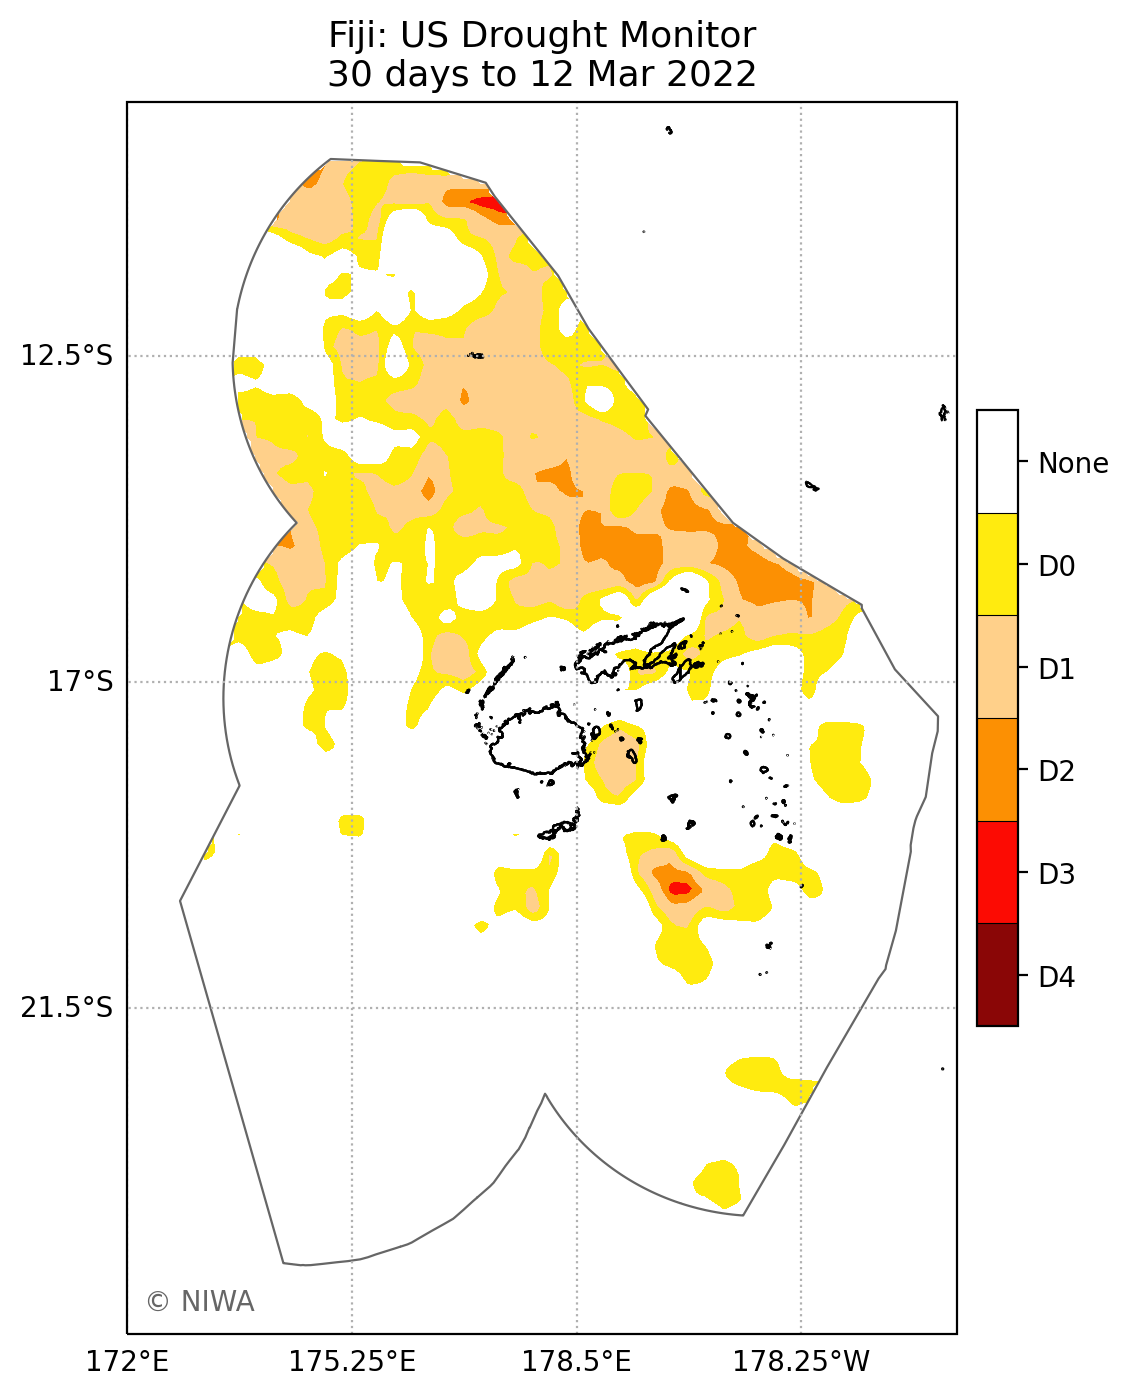 Fiji: US Drought Monitor
30 days to 12 Mar 2022
12.5°S
17°S
21.5°S
None
D0
D1
D2
D3
D4
© NIWA
172°E
175.25°E
178.5°E
178.25°W